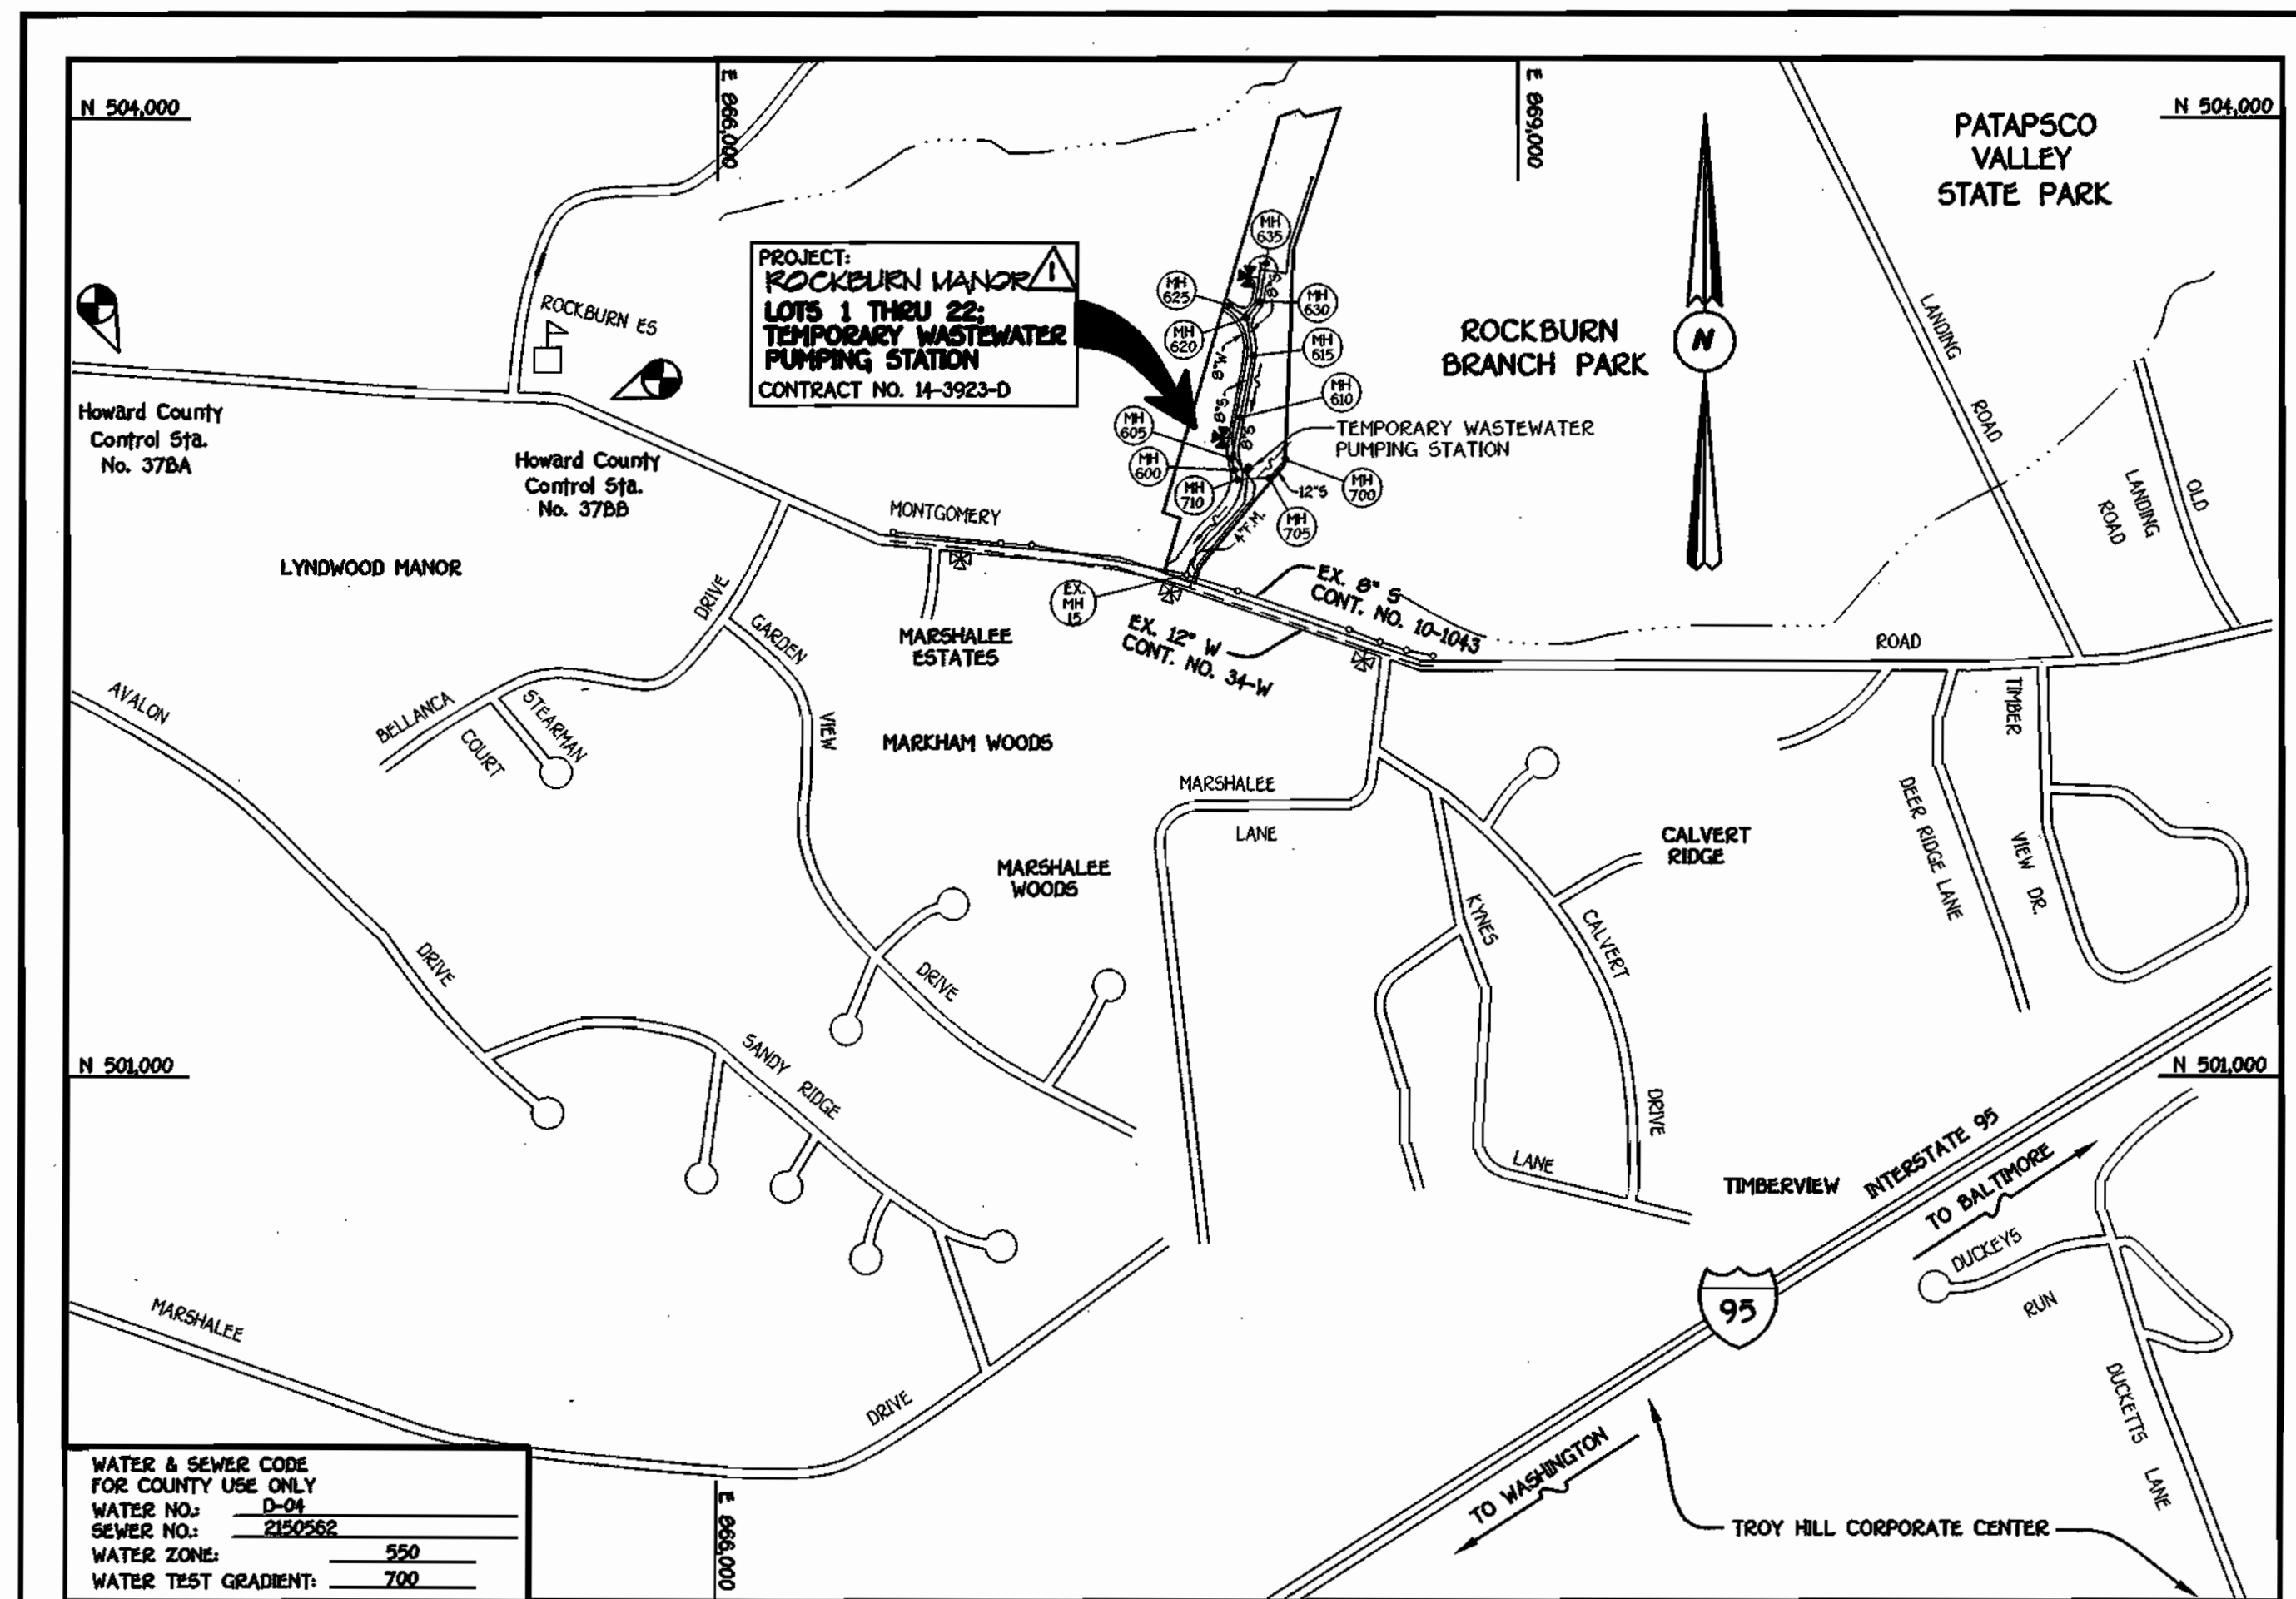 N 504,000
E 866,000
E 869,000
N 504,000
PATAPSCO
VALLEY
STATE PARK
PROJECT:
ROCKBURN MANOR
1
LOTS 1 THRU 22;
TEMPORARY WASTEWATER
PUMPING STATION
CONTRACT NO. 14-3923-D
ROCKBURN ES
MH
635
MH
625
MH
630
MH
620
MH
615
MH
610
MH
605
MH
600
MH
710
MH
700
MH
705
8"S
8"W
8"S
8"S
12"S
4"F.M.
TEMPORARY WASTEWATER
PUMPING STATION
ROCKBURN
BRANCH PARK
N
LANDING
ROAD
OLD
LANDING
ROAD
Howard County
Control Sta.
No. 37BA
Howard County
Control Sta.
No. 37BB
MONTGOMERY
LYNDWOOD MANOR
EX.
MH
15
EX. 8" S
CONT. NO. 10-1043
EX. 12" W
CONT. NO. 34-W
ROAD
MARSHALEE
ESTATES
DRIVE
GARDEN
VIEW
DRIVE
AVALON
DRIVE
BELLANCA
STEARMAN
COURT
MARKHAM WOODS
MARSHALEE
LANE
MARSHALEE
WOODS
CALVERT
RIDGE
KYNES
LANE
CALVERT
DRIVE
DEER RIDGE LANE
TIMBER
VIEW DR.
SANDY RIDGE
N 501,000
N 501,000
TIMBERVIEW
INTERSTATE 95
TO BALTIMORE
95
TO WASHINGTON
DUCKEYS
RUN
DUCKETTS
LANE
TROY HILL CORPORATE CENTER
MARSHALEE
DRIVE
E 866,000
WATER & SEWER CODE
FOR COUNTY USE ONLY
WATER NO.: D-04
SEWER NO.: 2150562
WATER ZONE: 550
WATER TEST GRADIENT: 700